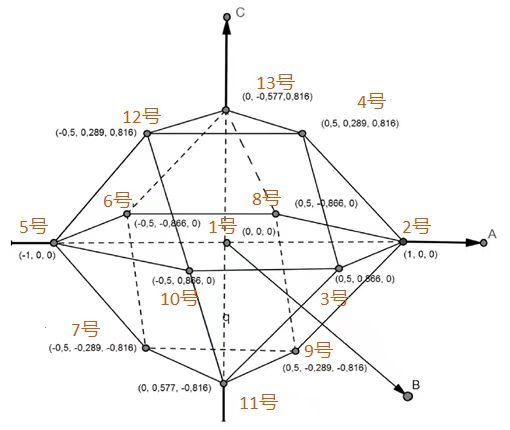 C
13号
(0, -0,577,0,816)
4号
12号
(0,5, 0,289, 0,816)
(-0,5, 0,289, 0,816)
6号
8号
(0,5, -0,866, 0)
5号
(-0,5, -0,866, 0)
1号
(0, 0, 0)
2号
A
(-1, 0, 0)
(1, 0, 0)
(-0,5, 0,866, 0)
(0,5, 0,866, 0)
10号
3号
q
7号
(-0,5, -0,289, -0,816)
9号
(0,5, -0,289, -0,816)
(0, 0,577, -0,816)
B
11号